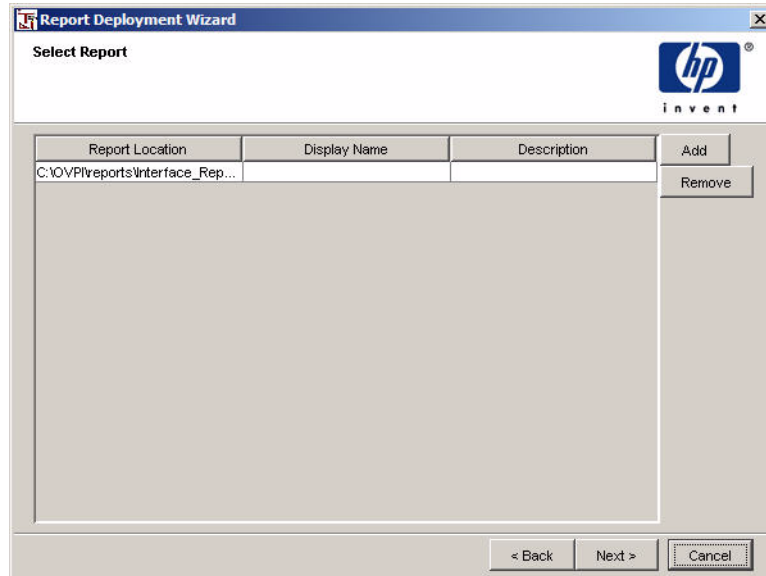 Report Deployment Wizard
Select Report
hp
®
invent
Report Location Display Name Description
C:\OVPI\reports\Interface_Rep...
Add
Remove
< Back Next > Cancel